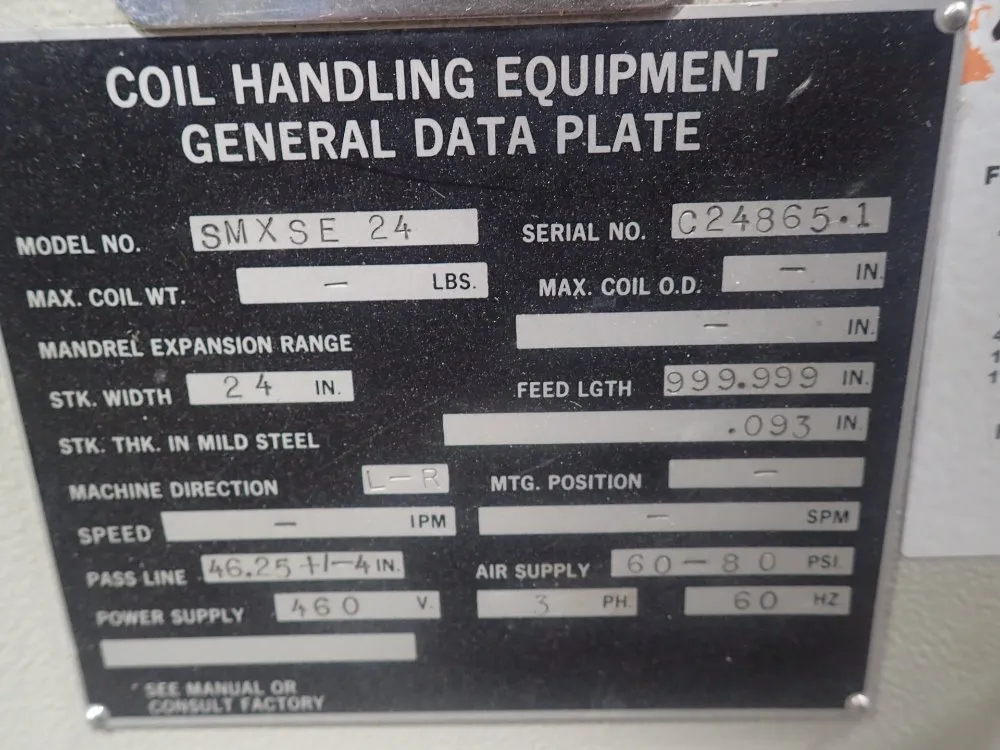 COIL HANDLING EQUIPMENT
GENERAL DATA PLATE
MODEL NO. SMXSE 24 SERIAL NO. C24865.1
MAX. COIL WT. — LBS. MAX. COIL O.D. — IN.
MANDREL EXPANSION RANGE — IN.
STK. WIDTH 24 IN. FEED LGTH 999.999 IN.
STK. THK. IN MILD STEEL .093 IN.
MACHINE DIRECTION L-R MTG. POSITION —
SPEED — IPM — SPM
PASS LINE 46.25 +/-4 IN. AIR SUPPLY 60-80 PSI.
POWER SUPPLY 460 V. 3 PH. 60 HZ
SEE MANUAL OR
CONSULT FACTORY